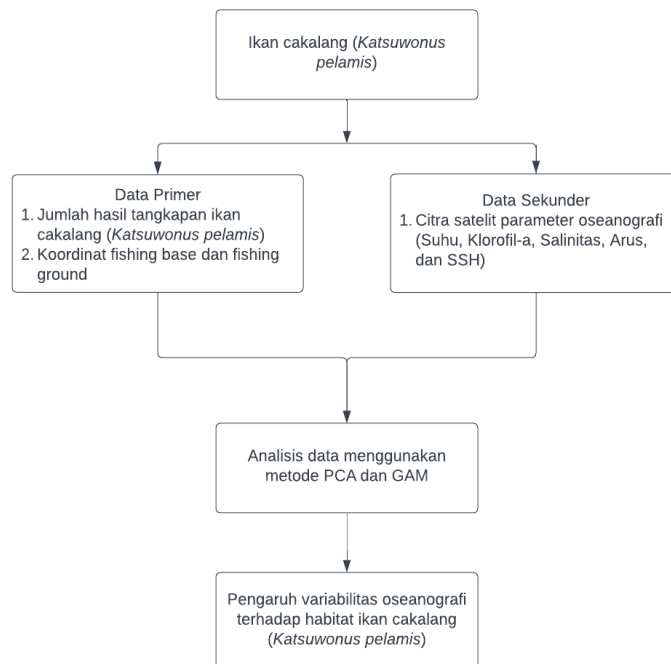 Ikan cakalang (Katsuwonus
pelamis)
Data Primer
1. Jumlah hasil tangkapan ikan
cakalang (Katsuwonus pelamis)
2. Koordinat fishing base dan fishing
ground
Data Sekunder
1. Citra satelit parameter oseanografi
(Suhu, Klorofil-a, Salinitas, Arus,
dan SSH)
Analisis data menggunakan
metode PCA dan GAM
Pengaruh variabilitas oseanografi
terhadap habitat ikan cakalang
(Katsuwonus pelamis)